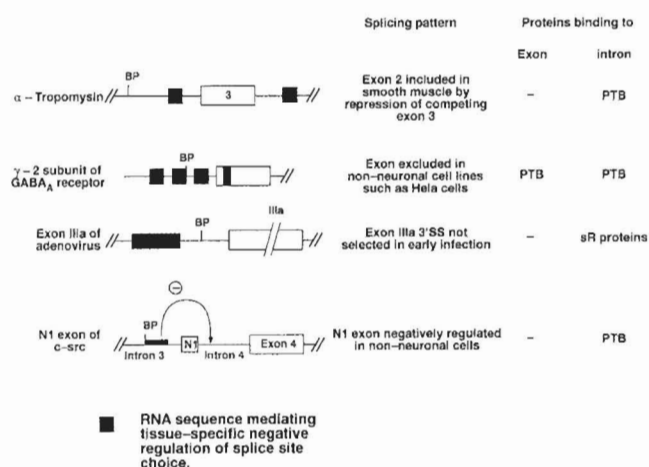 Splicing pattern
Proteins binding to
Exon
intron
BP
α – Tropomysin
3
Exon 2 included in
smooth muscle by
repression of competing
exon 3
–
PTB
γ – 2 subunit of
GABA_A receptor
BP
Exon excluded in
non–neuronal cell lines
such as Hela cells
PTB
PTB
Exon IIIa of
adenovirus
BP
IIIa
Exon IIIa 3'SS not
selected in early infection
–
sR proteins
N1 exon of
c–src
BP
–
Intron 3
N1
Intron 4
Exon 4
N1 exon negatively regulated
in non–neuronal cells
–
PTB
RNA sequence mediating
tissue–specific negative
regulation of splice site
choice.